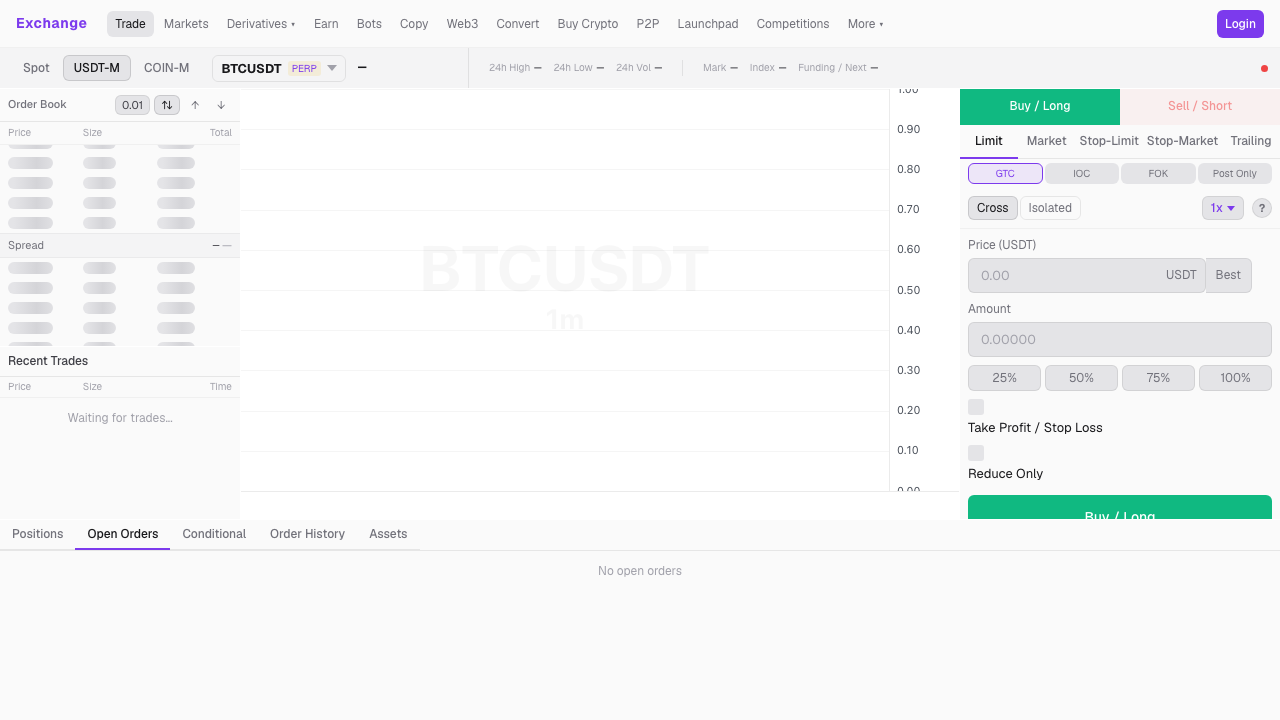 Exchange Trade Markets Derivatives ▾ Earn Bots Copy Web3 Convert Buy Crypto P2P Launchpad Competitions More ▾ Login
Spot USDT-M COIN-M BTCUSDT PERP – 24h High – 24h Low – 24h Vol – Mark – Index – Funding / Next –
Order Book 0.01 ⇅ ↑ ↓
Price Size Total
Spread – —
Recent Trades
Price Size Time
Waiting for trades…
BTCUSDT
1m
1.00
0.90
0.80
0.70
0.60
0.50
0.40
0.30
0.20
0.10
0.00
Buy / Long Sell / Short
Limit Market Stop-Limit Stop-Market Trailing
GTC IOC FOK Post Only
Cross Isolated 1x ?
Price (USDT)
0.00 USDT Best
Amount
0.00000
25% 50% 75% 100%
Take Profit / Stop Loss
Reduce Only
Buy / Long
Positions Open Orders Conditional Order History Assets
No open orders